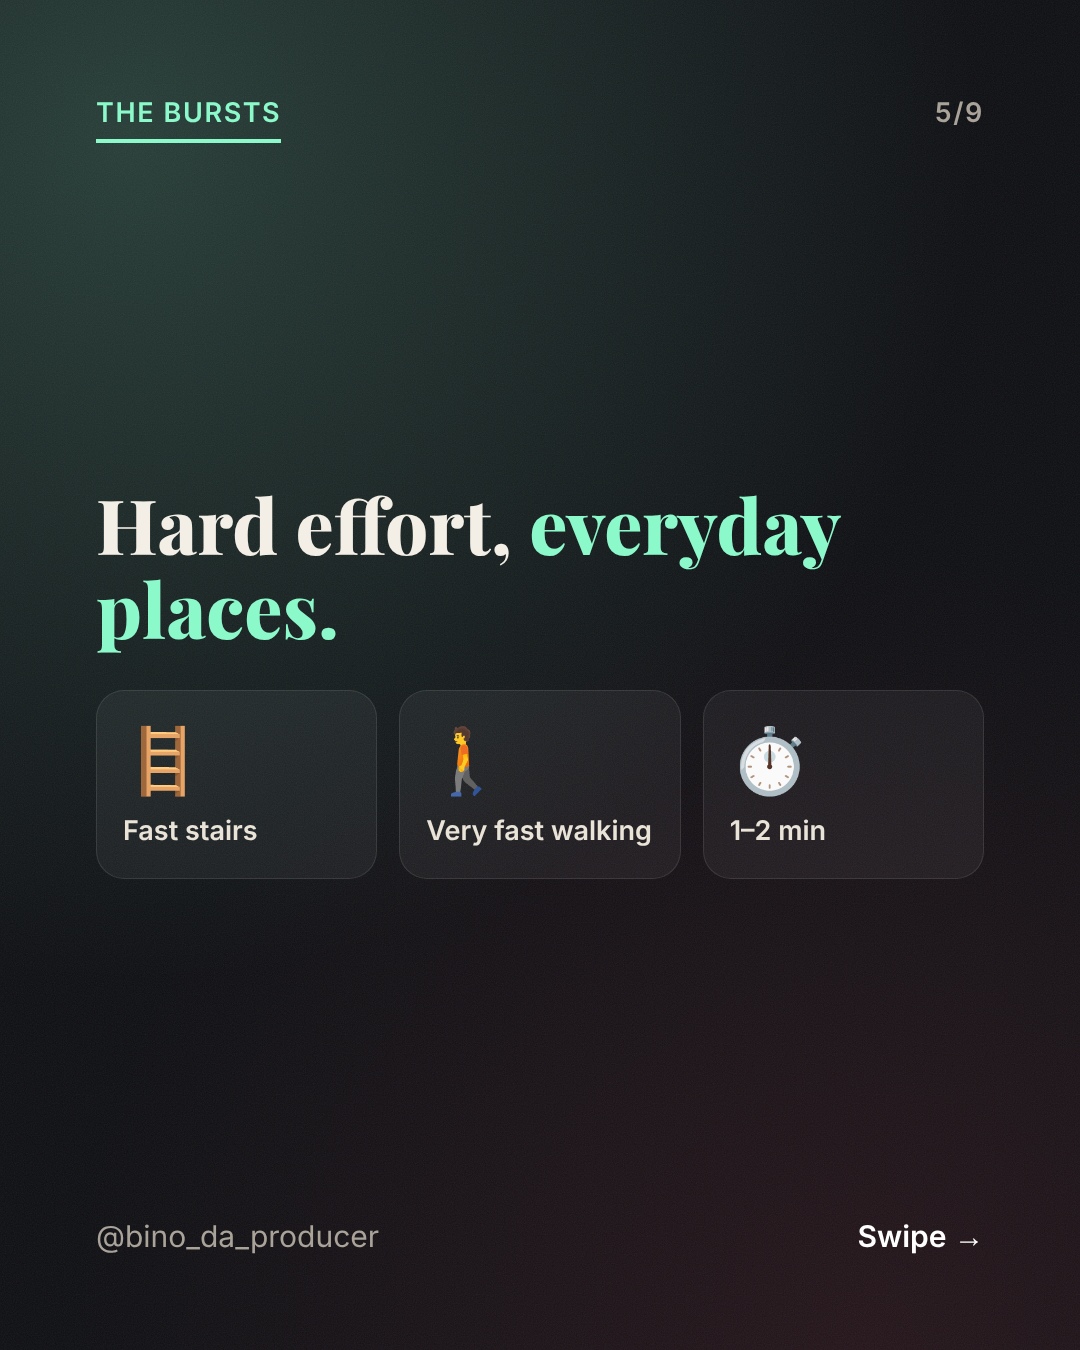 THE BURSTS
5/9
Hard effort, everyday
places.
Fast stairs
Very fast walking
1–2 min
@bino_da_producer
Swipe →